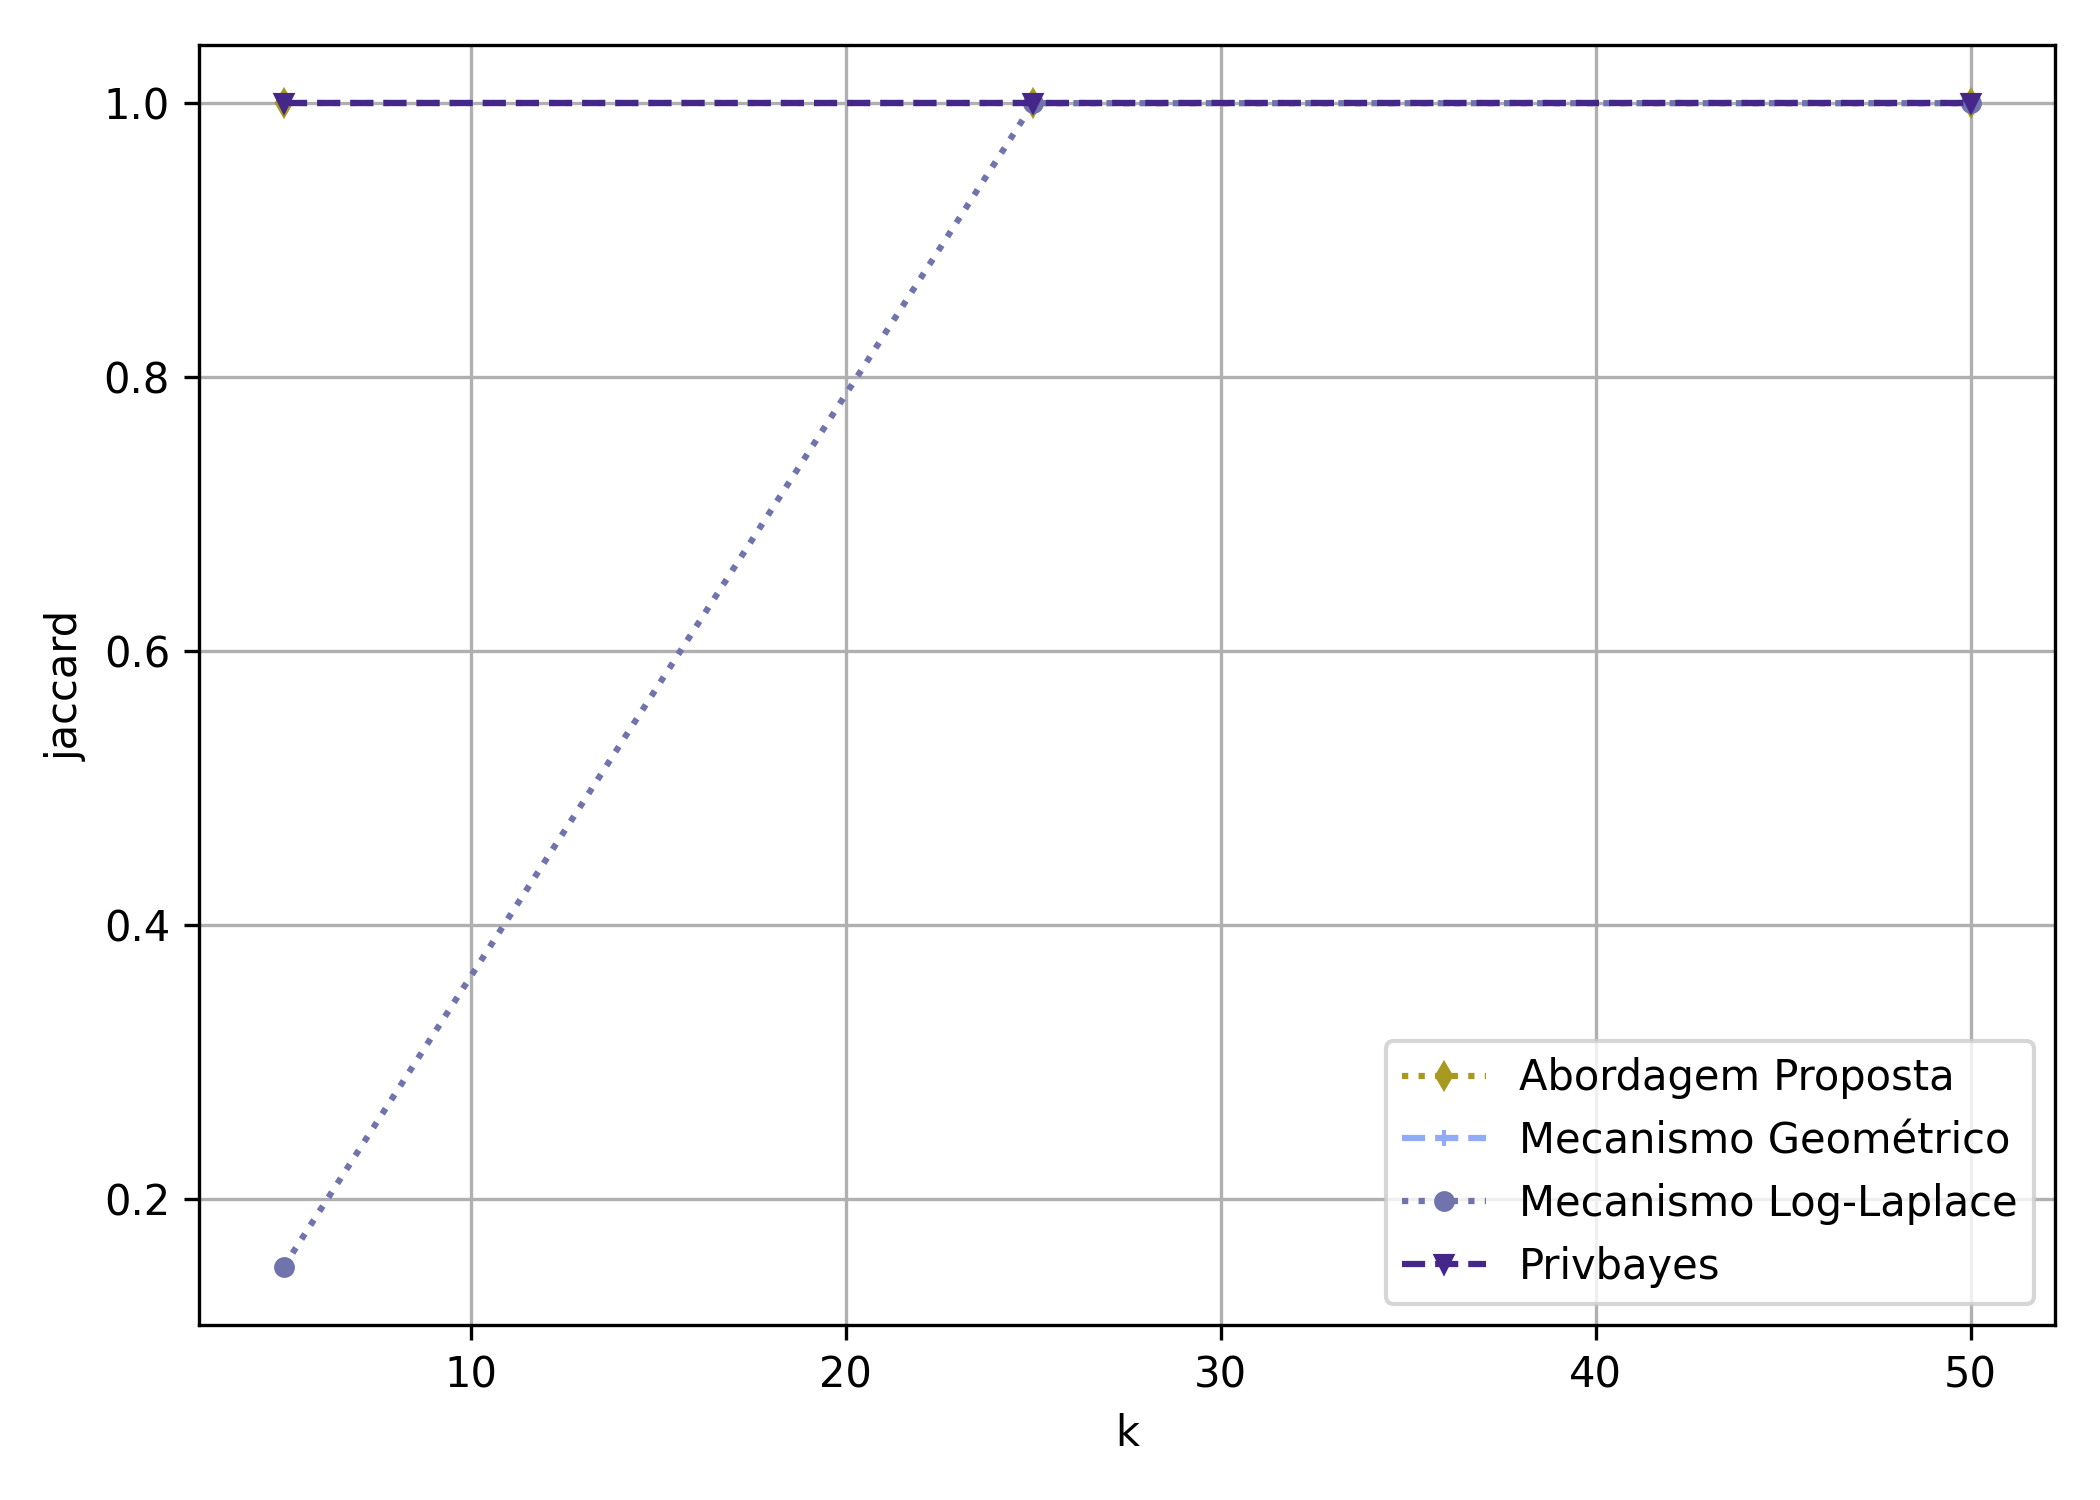 1.0
0.8
0.6
0.4
0.2
jaccard
10 20 30 40 50
k
Abordagem Proposta
Mecanismo Geométrico
Mecanismo Log-Laplace
Privbayes